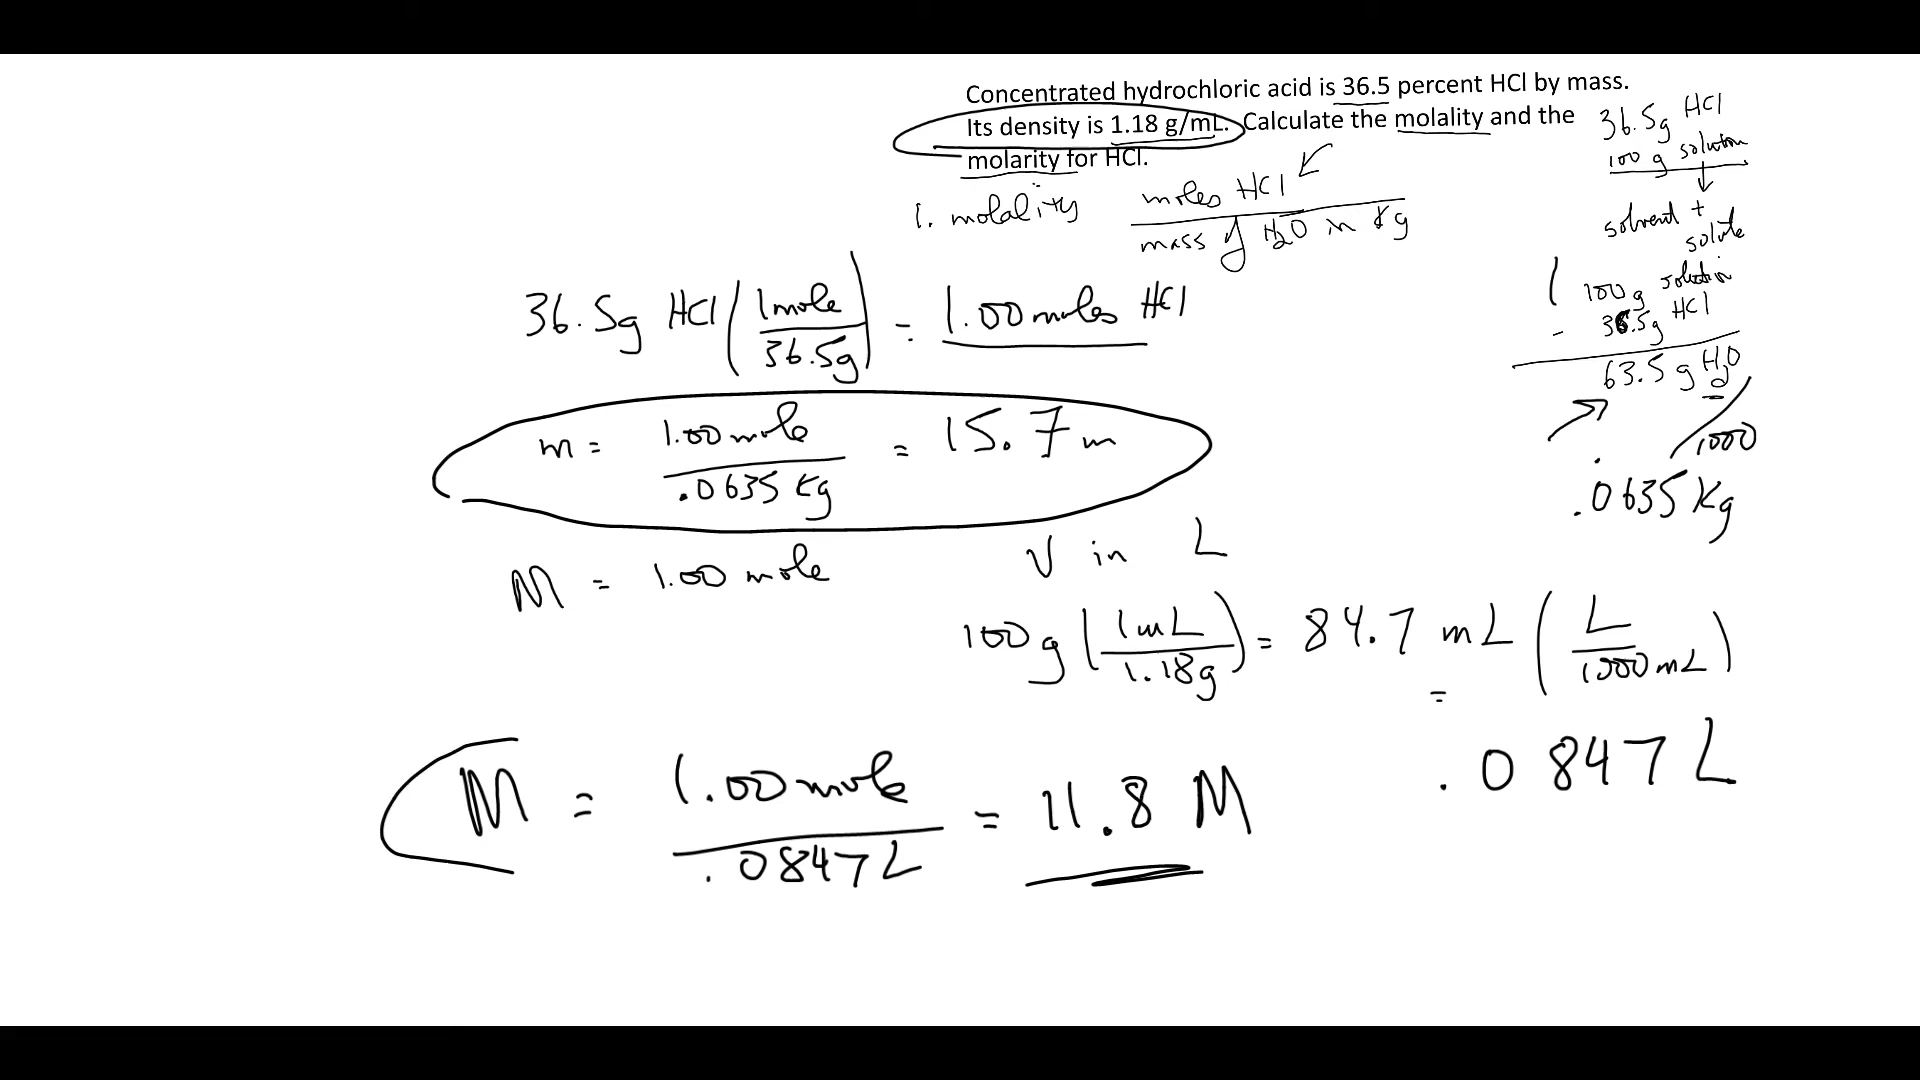 Concentrated hydrochloric acid is 36.5 percent HCl by mass.
Its density is 1.18 g/mL. Calculate the molality and the
molarity for HCl.
36.5g HCl
100 g solution
↓
solvent +
solute
100g solution
- 36.5g HCl
63.5 g H2O
/1000
.0635 Kg
1. molality moles HCl
mass of H2O in Kg
36.5g HCl (1 mole / 36.5g) = 1.00 moles HCl
m = 1.00 mole / .0635 Kg = 15.7 m
M = 1.00 mole
V in L
100 g (1 mL / 1.18g) = 84.7 mL (L / 1000 mL)
= .0847 L
M = 1.00 mole / .0847 L = 11.8 M